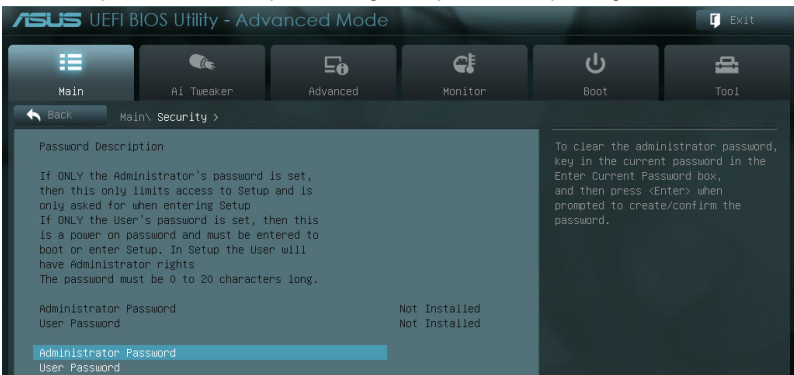 ASUS UEFI BIOS Utility - Advanced Mode
Exit
Main
Ai Tweaker
Advanced
Monitor
Boot
Tool
Back
Main\ Security >
Password Description
If ONLY the Administrator's password is set,
then this only limits access to Setup and is
only asked for when entering Setup
If ONLY the User's password is set, then this
is a power on password and must be entered to
boot or enter Setup. In Setup the User will
have Administrator rights
The password must be 0 to 20 characters long.
Administrator Password Not Installed
User Password Not Installed
Administrator Password
User Password
To clear the administrator password,
key in the current password in the
Enter Current Password box,
and then press <Enter> when
prompted to create/confirm the
password.